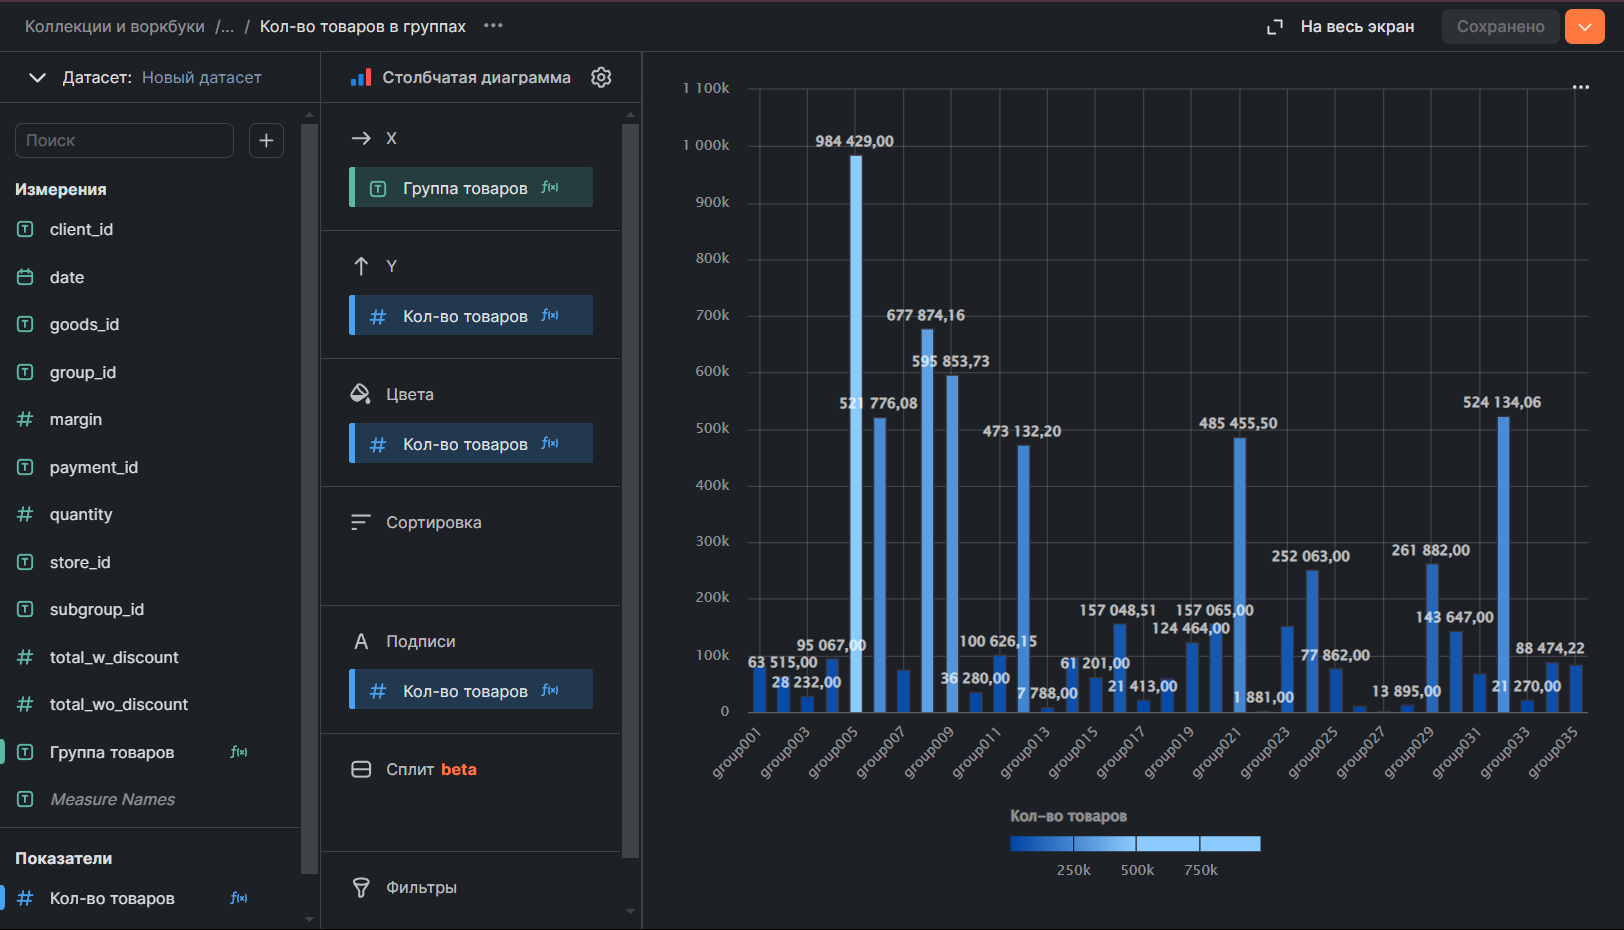 Коллекции и воркбуки /... / Кол-во товаров в группах ···
На весь экран
Сохранено
Датасет: Новый датасет
Поиск
Измерения
client_id
date
goods_id
group_id
margin
payment_id
quantity
store_id
subgroup_id
total_w_discount
total_wo_discount
Группа товаров f(x)
Measure Names
Показатели
Кол-во товаров f(x)
Столбчатая диаграмма
X
Группа товаров f(x)
Y
Кол-во товаров f(x)
Цвета
Кол-во товаров f(x)
Сортировка
Подписи
Кол-во товаров f(x)
Сплит beta
Фильтры
1 100k
1 000k
900k
800k
700k
600k
500k
400k
300k
200k
100k
0
984 429,00
677 874,16
595 853,73
521 776,08
524 134,06
473 132,20
485 455,50
252 063,00
261 882,00
157 048,51
157 065,00
124 464,00
143 647,00
95 067,00
100 626,15
88 474,22
63 515,00
61 201,00
77 862,00
28 232,00
36 280,00
7 788,00
21 413,00
1 881,00
13 895,00
21 270,00
group001
group003
group005
group007
group009
group011
group013
group015
group017
group019
group021
group023
group025
group027
group029
group031
group033
group035
Кол-во товаров
250k
500k
750k